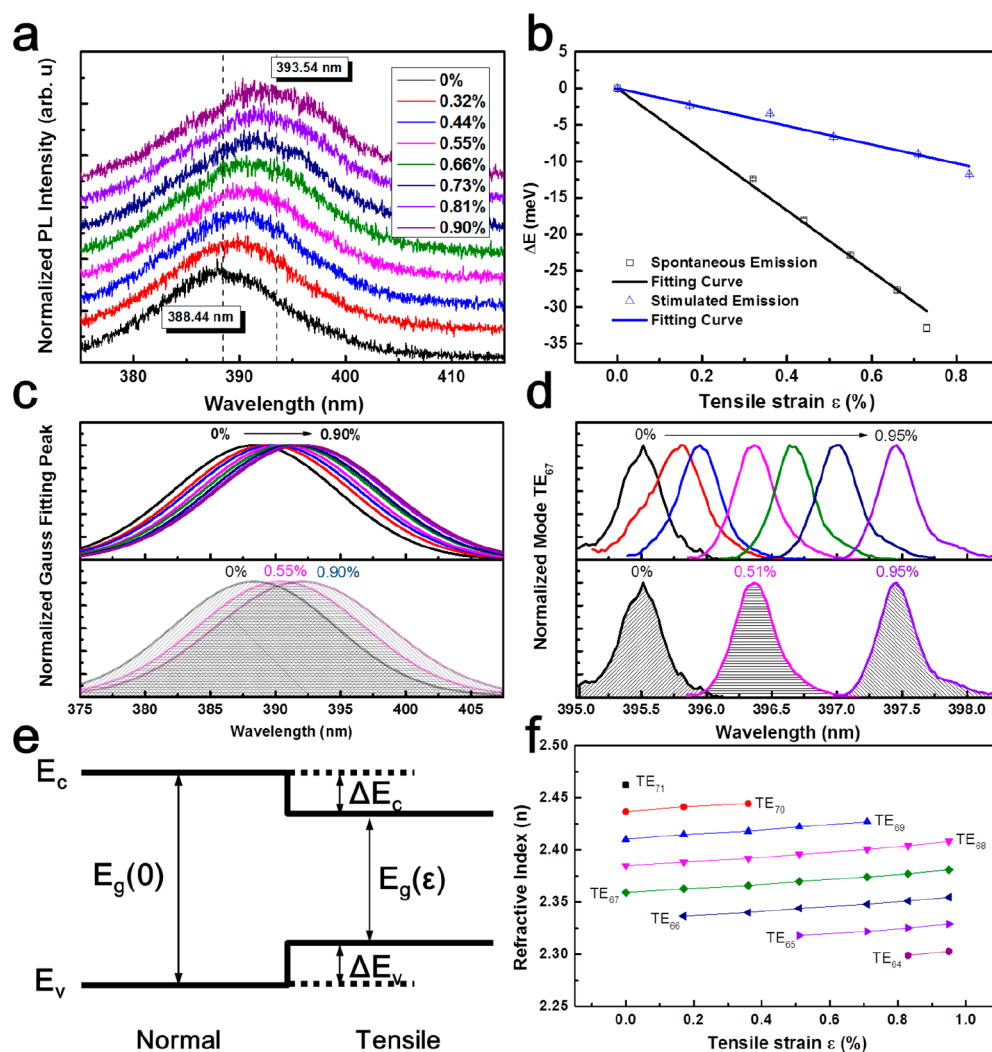 a
Normalized PL Intensity (arb. u)
393.54 nm
388.44 nm
0%
0.32%
0.44%
0.55%
0.66%
0.73%
0.81%
0.90%
380 390 400 410
Wavelength (nm)
b
ΔE (meV)
5
0
-5
-10
-15
-20
-25
-30
-35
Spontaneous Emission
Fitting Curve
Stimulated Emission
Fitting Curve
0.0 0.2 0.4 0.6 0.8
Tensile strain ε (%)
c
Normalized Gauss Fitting Peak
0% 0.90%
0% 0.55% 0.90%
375 380 385 390 395 400 405
Wavelength (nm)
d
Normalized Mode TE67
0% 0.95%
0% 0.51% 0.95%
395.0 395.5 396.0 396.5 397.0 397.5 398.0
Wavelength (nm)
e
Ec
ΔEc
Eg(0)
Eg(ε)
Ev
ΔEv
Normal Tensile
f
Refractive Index (n)
2.50
2.45
2.40
2.35
2.30
2.25
TE71
TE70
TE69
TE68
TE67
TE66
TE65
TE64
0.0 0.2 0.4 0.6 0.8 1.0
Tensile strain ε (%)